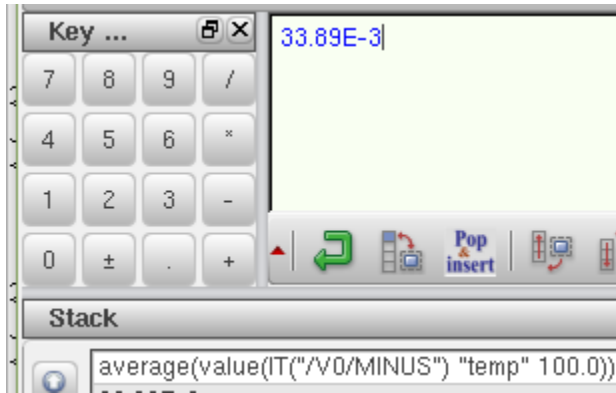 Key ...
33.89E-3
7 8 9 /
4 5 6 *
1 2 3 -
0 ± . +
Pop
&
insert
Stack
average(value(IT("/V0/MINUS") "temp" 100.0))